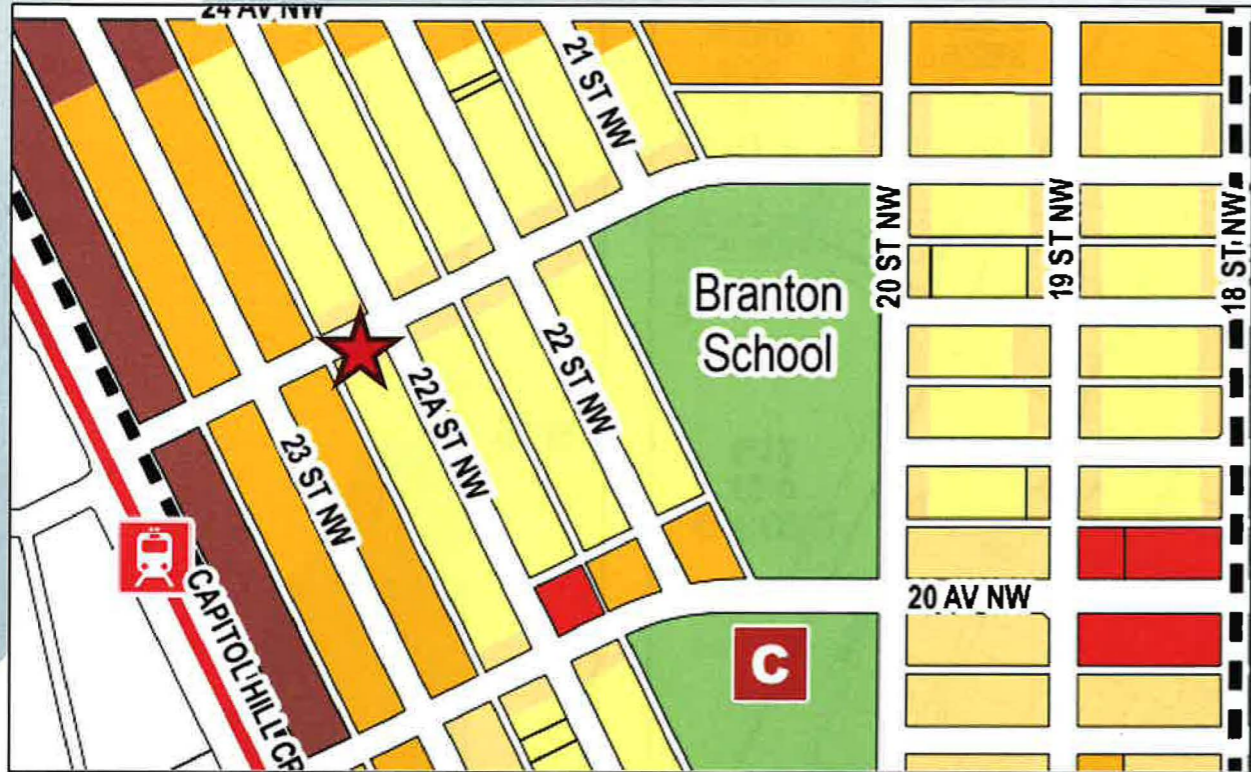 24 AV NW
21 ST NW
Branton
School
20 ST NW
19 ST NW
18 ST NW
22 ST NW
22A ST NW
23 ST NW
CAPITOL HILL CR
20 AV NW
C